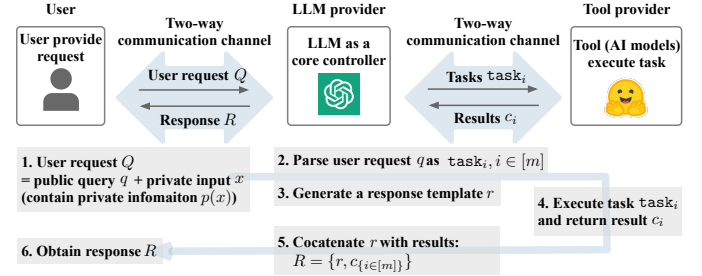 User
LLM provider
Tool provider
User provide
request
Two-way
communication channel
User request Q
Response R
LLM as a
core controller
Two-way
communication channel
Tasks task_i
Results c_i
Tool (AI models)
execute task
1. User request Q
= public query q + private input x
(contain private infomaiton p(x))
2. Parse user request q as task_i, i ∈ [m]
3. Generate a response template r
4. Execute task task_i
and return result c_i
5. Cocatenate r with results:
R = {r, c_{i∈[m]}}
6. Obtain response R